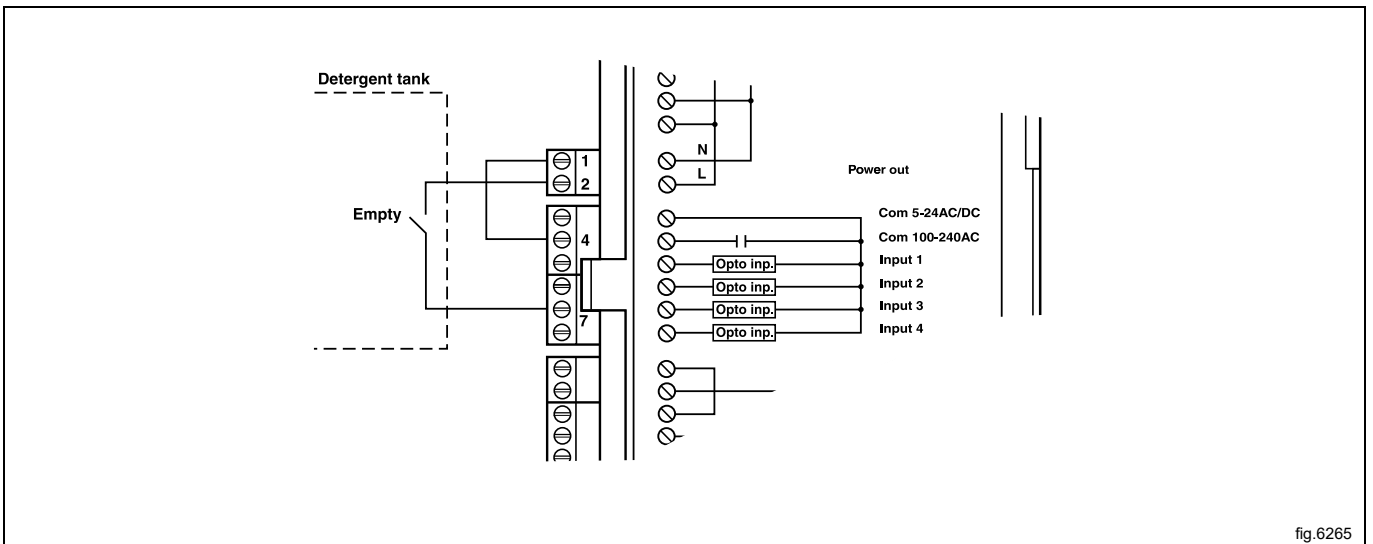 Detergent tank
Empty
1
2
4
7
N
L
Power out
Com 5-24AC/DC
Com 100-240AC
Opto inp. Input 1
Opto inp. Input 2
Opto inp. Input 3
Opto inp. Input 4
fig.6265